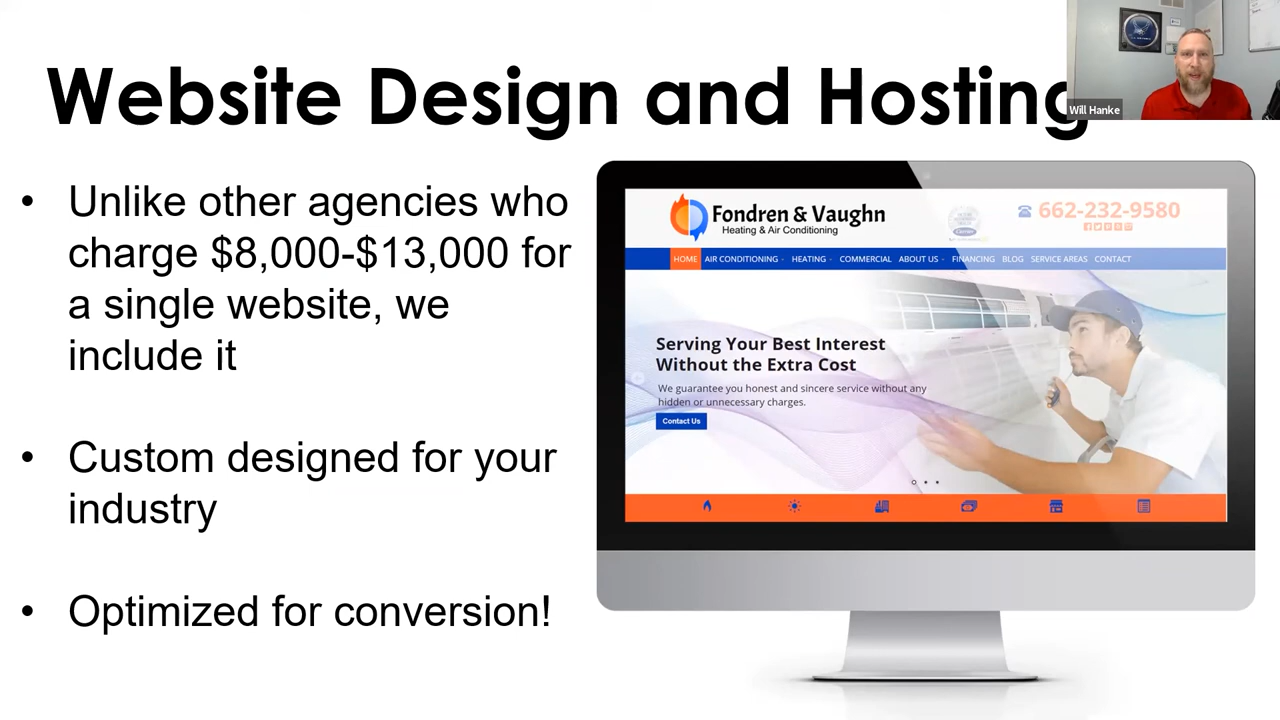 Website Design and Hosting
Will Hanke
• Unlike other agencies who
charge $8,000-$13,000 for
a single website, we
include it
• Custom designed for your
industry
• Optimized for conversion!
Fondren & Vaughn
Heating & Air Conditioning
662-232-9580
HOME AIR CONDITIONING HEATING COMMERCIAL ABOUT US FINANCING BLOG SERVICE AREAS CONTACT
Serving Your Best Interest
Without the Extra Cost
We guarantee you honest and sincere service without any
hidden or unnecessary charges.
Contact Us